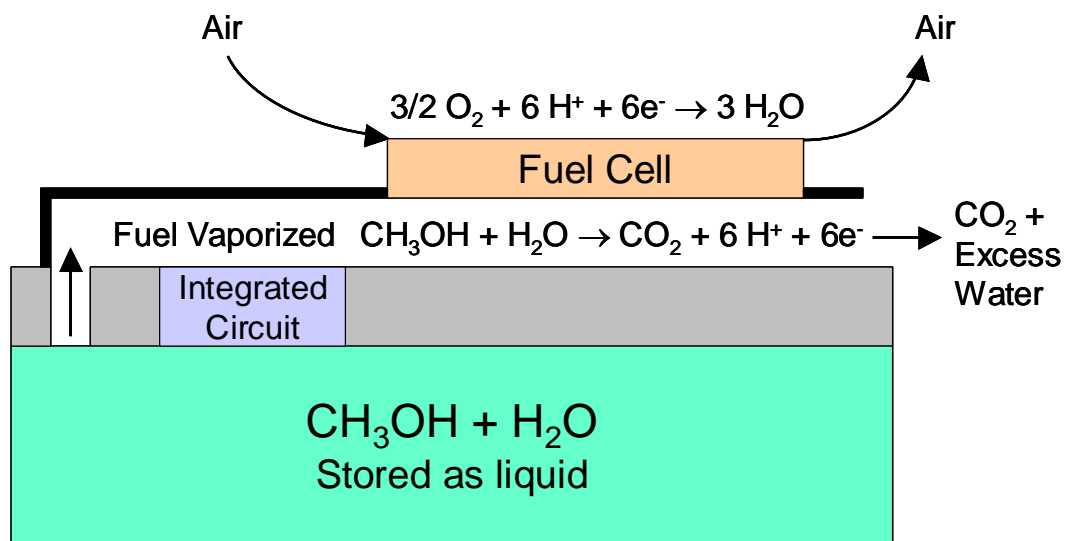 Air
Air
3/2 O₂ + 6 H⁺ + 6e⁻ → 3 H₂O
Fuel Cell
Fuel Vaporized CH₃OH + H₂O → CO₂ + 6 H⁺ + 6e⁻
CO₂ +
Excess
Water
Integrated
Circuit
CH₃OH + H₂O
Stored as liquid